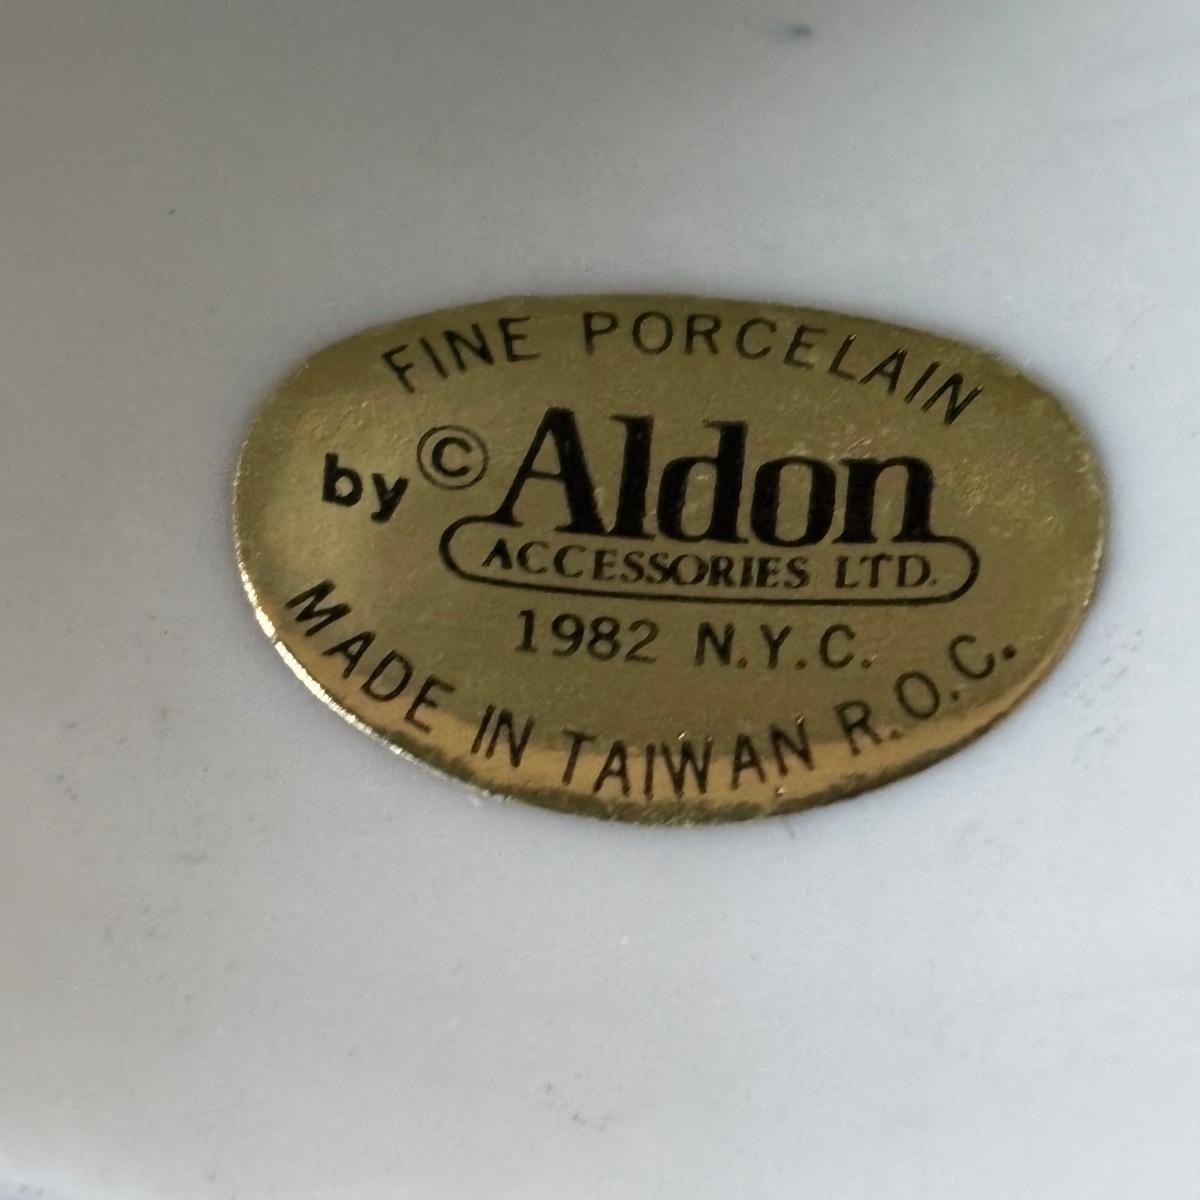 FINE PORCELAIN
by © Aldon
ACCESSORIES LTD.
1982 N.Y.C.
MADE IN TAIWAN R.O.C.